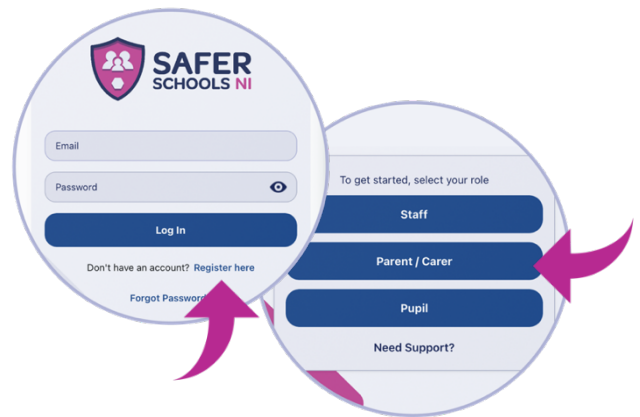 SAFER
SCHOOLS NI
Email
Password
Log In
Don't have an account? Register here
Forgot Password
To get started, select your role
Staff
Parent / Carer
Pupil
Need Support?